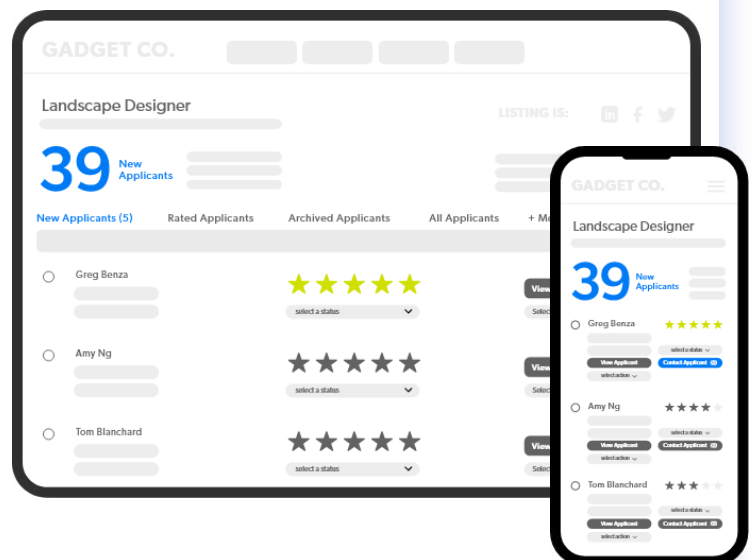 GADGET CO.
Landscape Designer
LISTING IS:
39 New Applicants
New Applicants (5) Rated Applicants Archived Applicants All Applicants
Greg Benza
select a status
View
Amy Ng
select a status
View
Tom Blanchard
select a status
View
GADGET CO.
Landscape Designer
39 New Applicants
Greg Benza
select a status
View Applicant Contact Applicant
select action
Amy Ng
select a status
View Applicant Contact Applicant
select action
Tom Blanchard
select a status
View Applicant Contact Applicant
select action